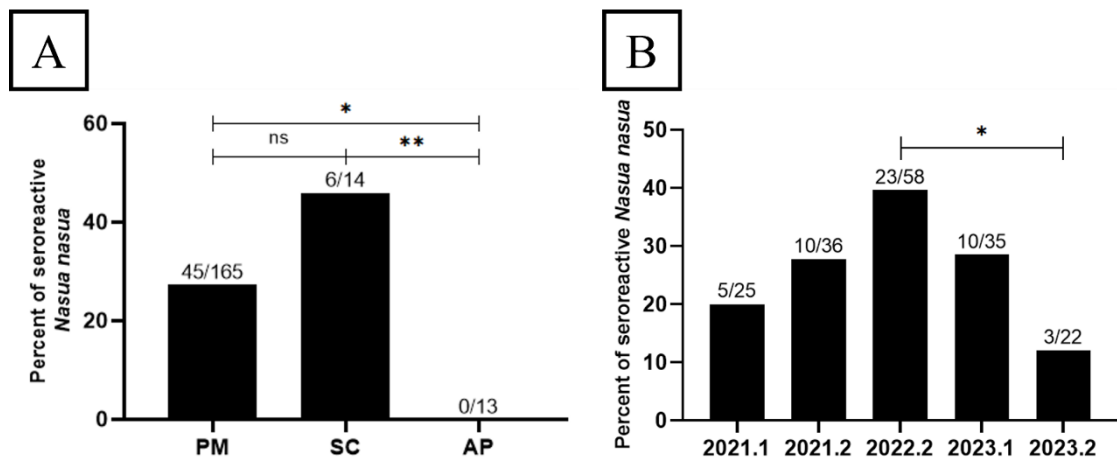 A
Percent of seroreactive
Nasua nasua
60
40
20
0
*
ns
**
45/165
6/14
0/13
PM SC AP
B
Percent of seroreactive Nasua nasua
50
40
30
20
10
0
*
5/25
10/36
23/58
10/35
3/22
2021.1 2021.2 2022.2 2023.1 2023.2